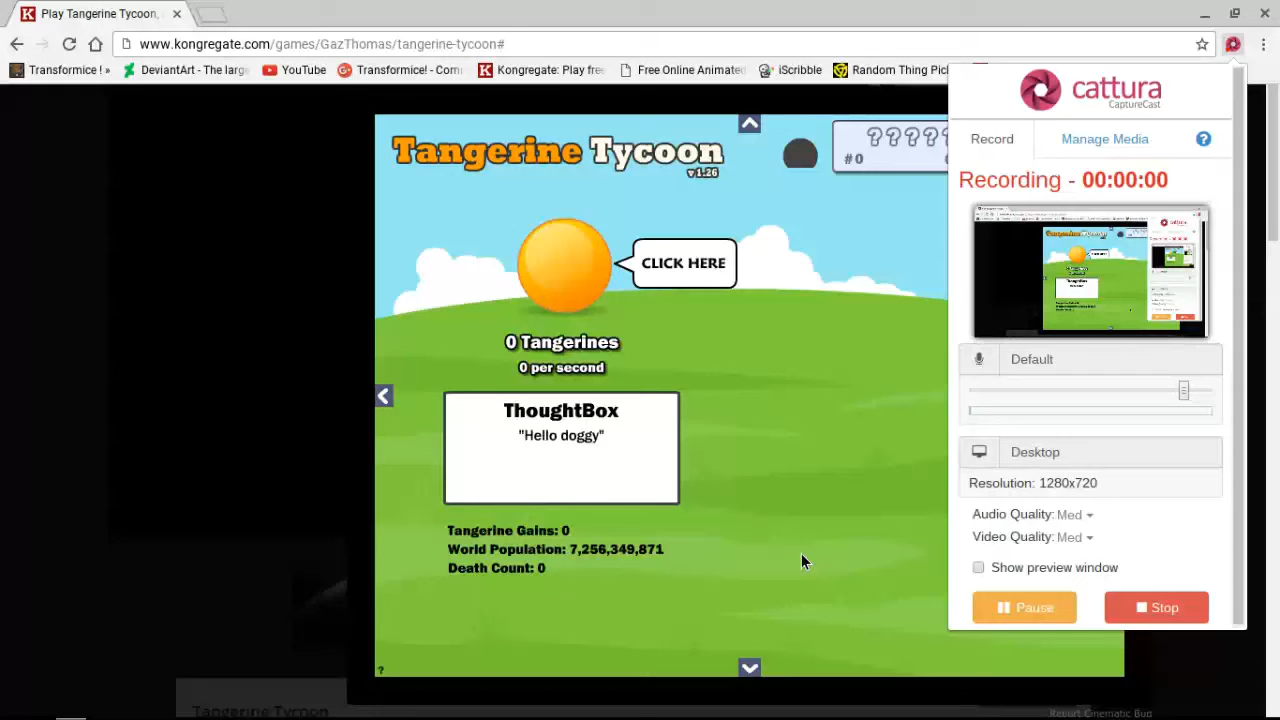 Play Tangerine Tycoon,
www.kongregate.com/games/GazThomas/tangerine-tycoon#
Transformice ! »
DeviantArt - The large
YouTube
Transformice! - Com
Kongregate: Play free
Free Online Animated
iScribble
Random Thing Pick
cattura
CaptureCast
Record
Manage Media
?
Recording - 00:00:00
Tangerine Tycoon
v 1.26
?????
#0
CLICK HERE
0 Tangerines
0 per second
ThoughtBox
"Hello doggy"
Tangerine Gains: 0
World Population: 7,256,349,871
Death Count: 0
?
Default
Desktop
Resolution: 1280x720
Audio Quality: Med
Video Quality: Med
Show preview window
Pause
Stop
Tangerine Tycoon
Report Cinematic Bug